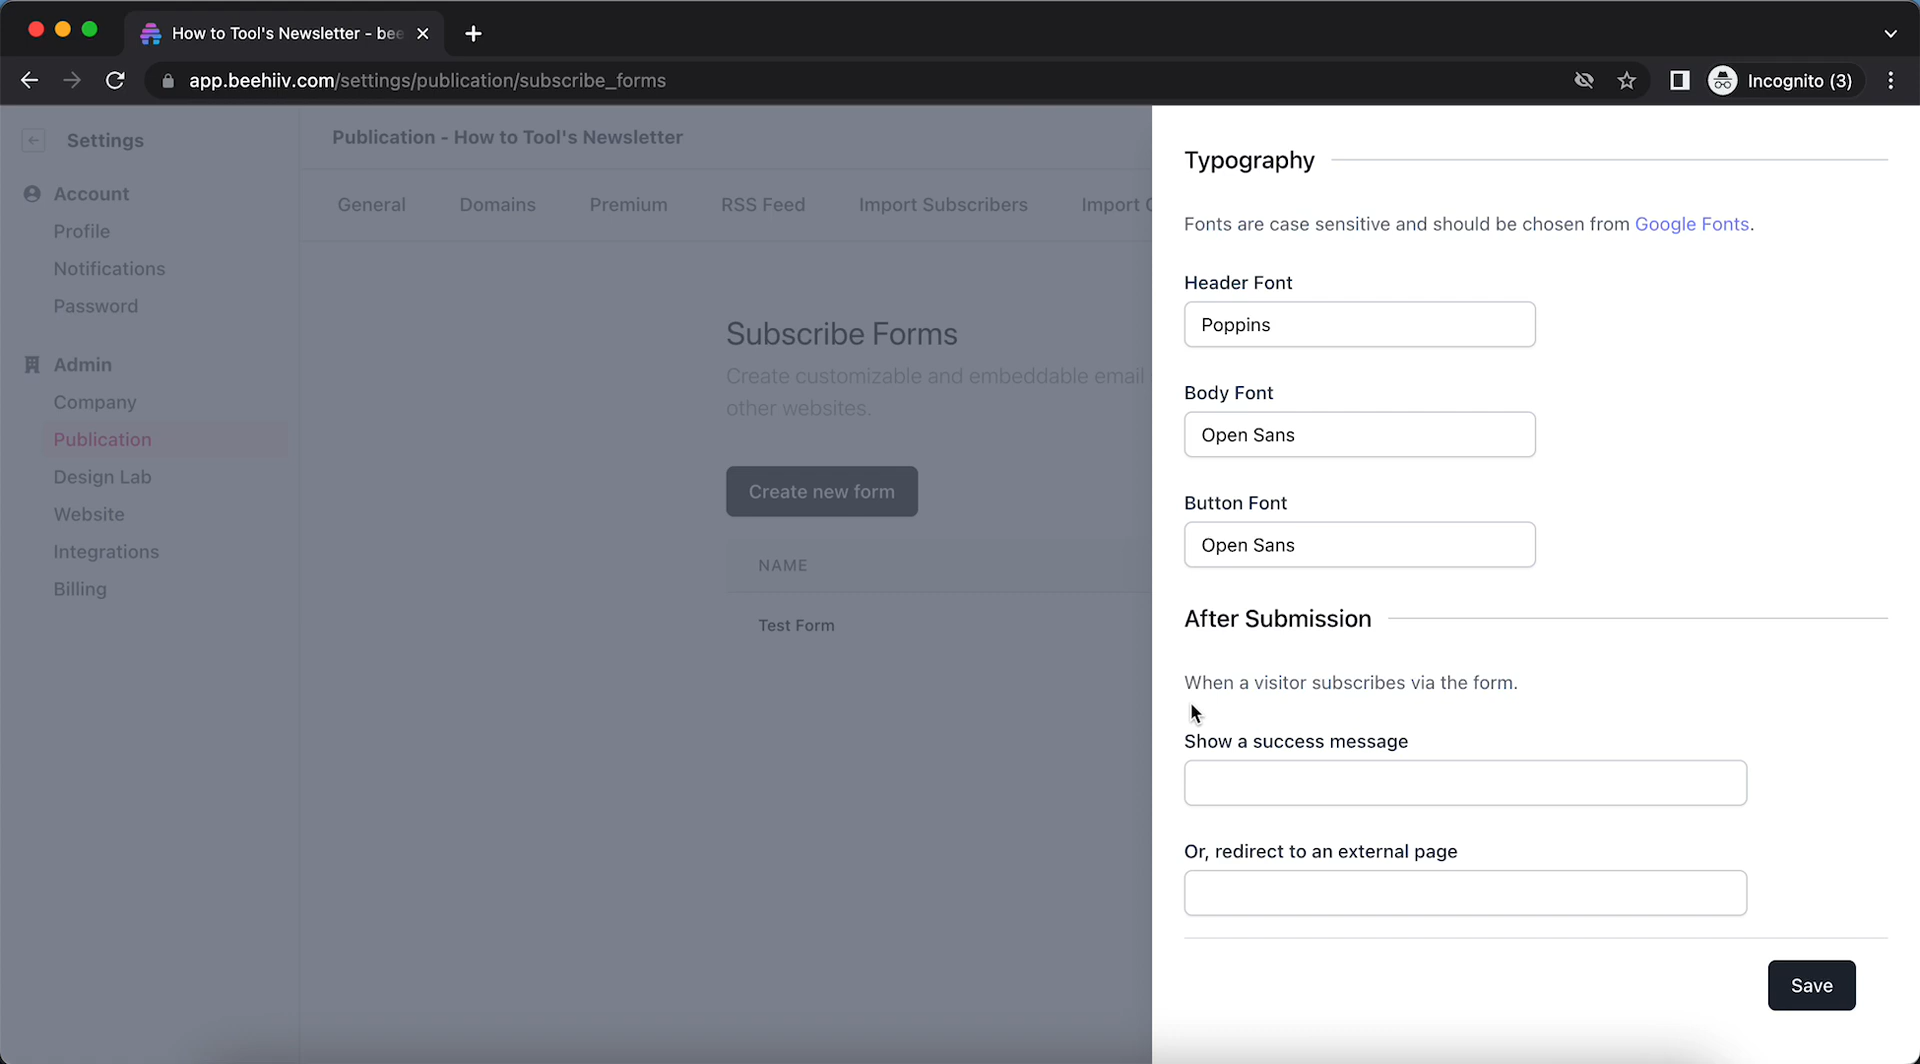 How to Tool's Newsletter - bee
app.beehiiv.com/settings/publication/subscribe_forms
Incognito (3)
Settings
Account
Profile
Notifications
Password
Admin
Company
Publication
Design Lab
Website
Integrations
Billing
Publication - How to Tool's Newsletter
General Domains Premium RSS Feed Import Subscribers Import
Subscribe Forms
Create customizable and embeddable email
other websites.
Create new form
NAME
Test Form
Typography
Fonts are case sensitive and should be chosen from Google Fonts.
Header Font
Poppins
Body Font
Open Sans
Button Font
Open Sans
After Submission
When a visitor subscribes via the form.
Show a success message
Or, redirect to an external page
Save